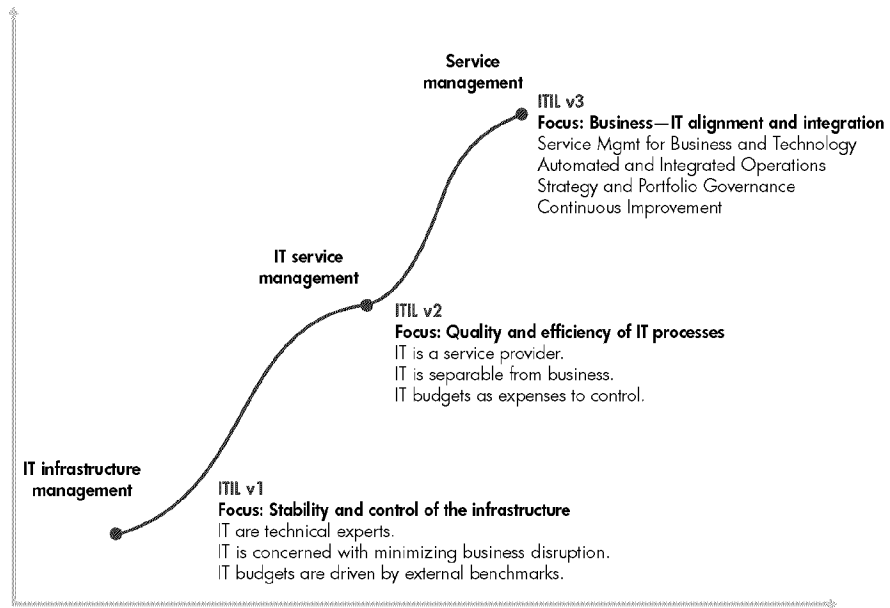 Service
management
ITIL v3
Focus: Business—IT alignment and integration
Service Mgmt for Business and Technology
Automated and Integrated Operations
Strategy and Portfolio Governance
Continuous Improvement
IT service
management
ITIL v2
Focus: Quality and efficiency of IT processes
IT is a service provider.
IT is separable from business.
IT budgets as expenses to control.
IT infrastructure
management
ITIL v1
Focus: Stability and control of the infrastructure
IT are technical experts.
IT is concerned with minimizing business disruption.
IT budgets are driven by external benchmarks.